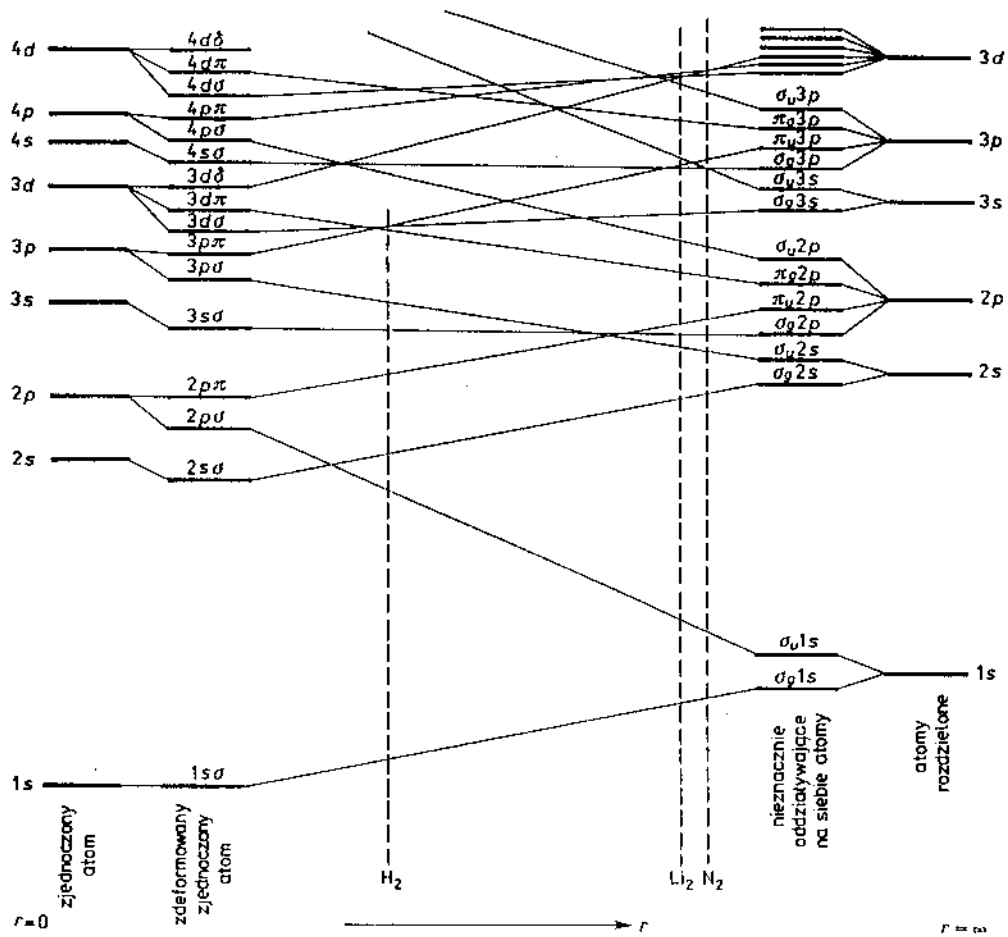 4d
4p
4s
3d
3p
3s
2p
2s
1s
4dδ
4dπ
4dσ
4pπ
4pσ
4sσ
3dδ
3dπ
3dσ
3pπ
3pσ
3sσ
2pπ
2pσ
2sσ
1sσ
σu3p
πg3p
πu3p
σg3p
σu3s
σg3s
σu2p
πg2p
πu2p
σg2p
σu2s
σg2s
σu1s
σg1s
3d
3p
3s
2p
2s
1s
zjednoczony
atom
zdeformowany
zjednoczony
atom
H2
Li2
N2
nieznacznie
oddziaływające
na siebie atomy
atomy
rozdzielone
r=0
r
r=∞